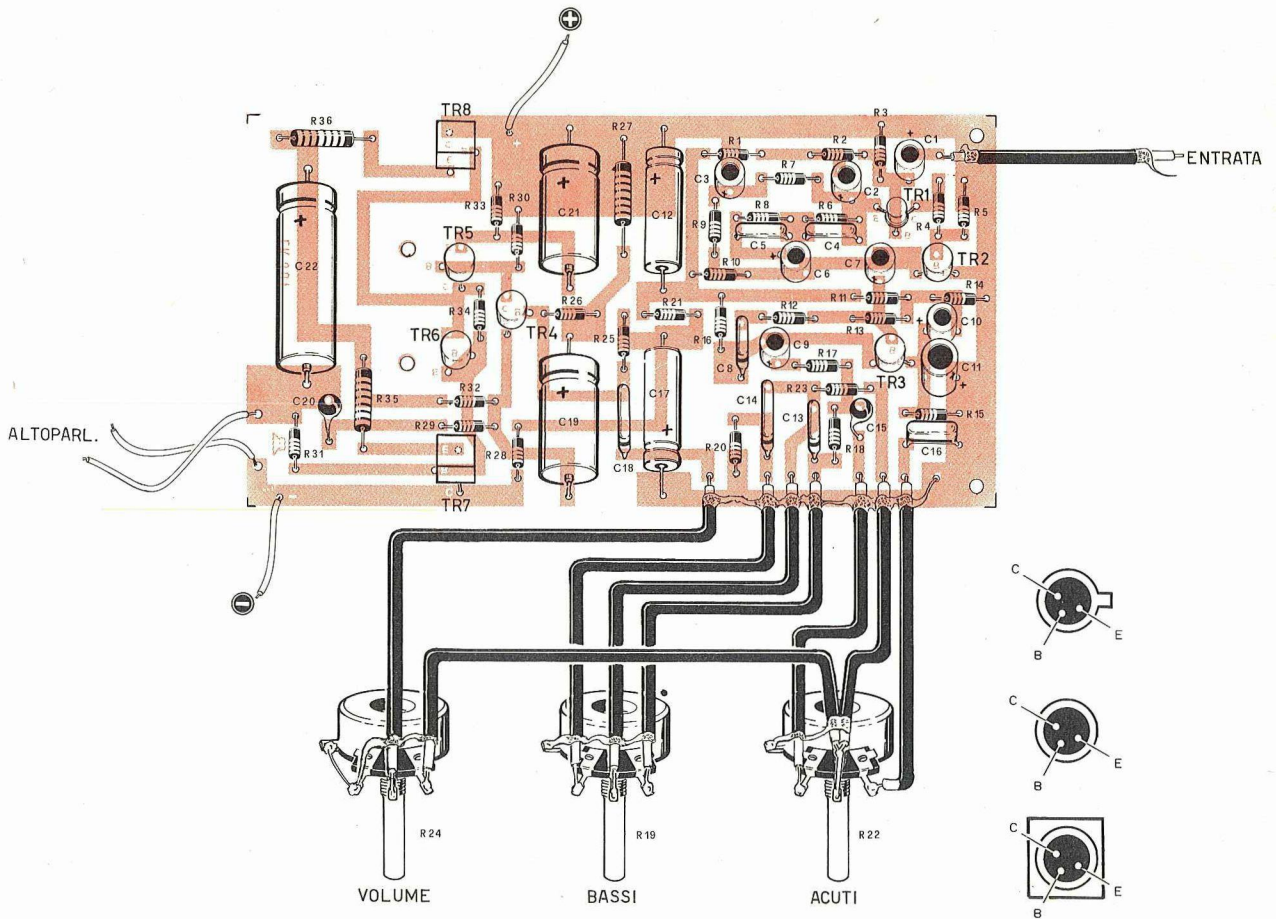 +
TR8
R36
R27
R3
R1
R2
C1
ENTRATA
C3
R7
C2
TR1
R33
R30
C21
C12
R9
R8
R6
R4
R5
C5
C4
TR5
C22
R10
C6
C7
TR2
R34
TR4
R26
R21
R11
R14
R12
R13
C10
TR6
R25
R16
C9
C8
R17
TR3
C11
R35
R32
C20
C19
C17
C14
R23
C13
C15
R15
ALTOPARL.
R29
R31
R28
C18
R20
R18
C16
TR7
-
C
E
B
C
E
B
C
E
B
R24
R19
R22
VOLUME
BASSI
ACUTI